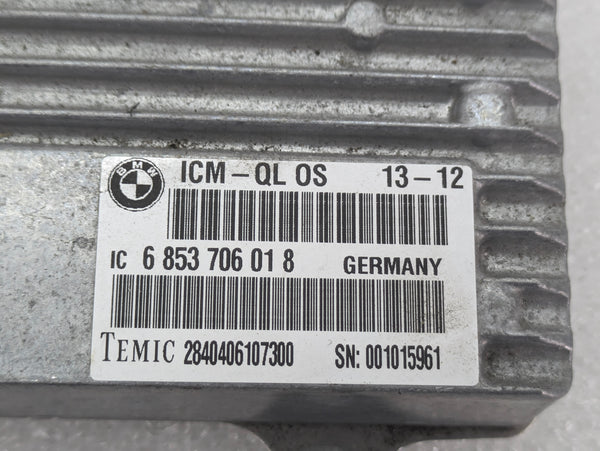 BMW
ICM-QL OS 13-12
IC 6 853 706 01 8 GERMANY
TEMIC 2840406107300 SN: 001015961